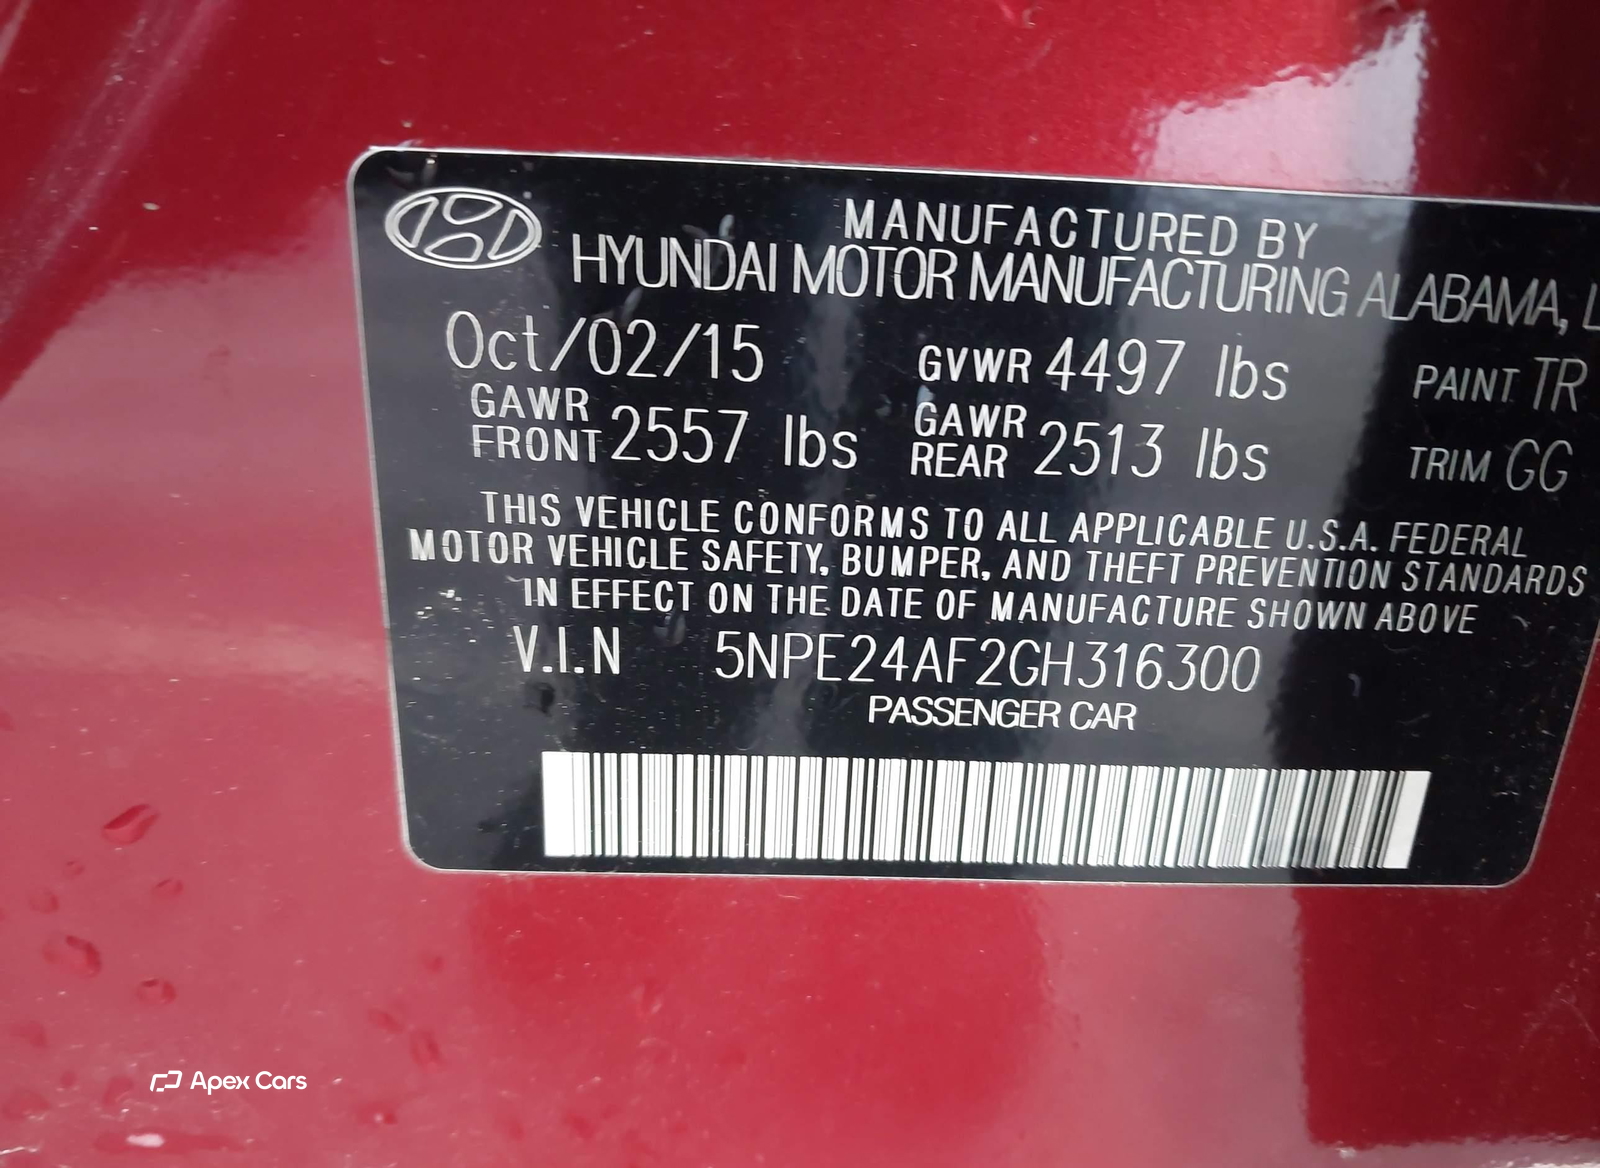 MANUFACTURED BY
HYUNDAI MOTOR MANUFACTURING ALABAMA, L
Oct/02/15 GVWR 4497 lbs PAINT TR
GAWR FRONT 2557 lbs GAWR REAR 2513 lbs TRIM GG
THIS VEHICLE CONFORMS TO ALL APPLICABLE U.S.A. FEDERAL
MOTOR VEHICLE SAFETY, BUMPER, AND THEFT PREVENTION STANDARDS
IN EFFECT ON THE DATE OF MANUFACTURE SHOWN ABOVE
V.I.N 5NPE24AF2GH316300
PASSENGER CAR
Apex Cars